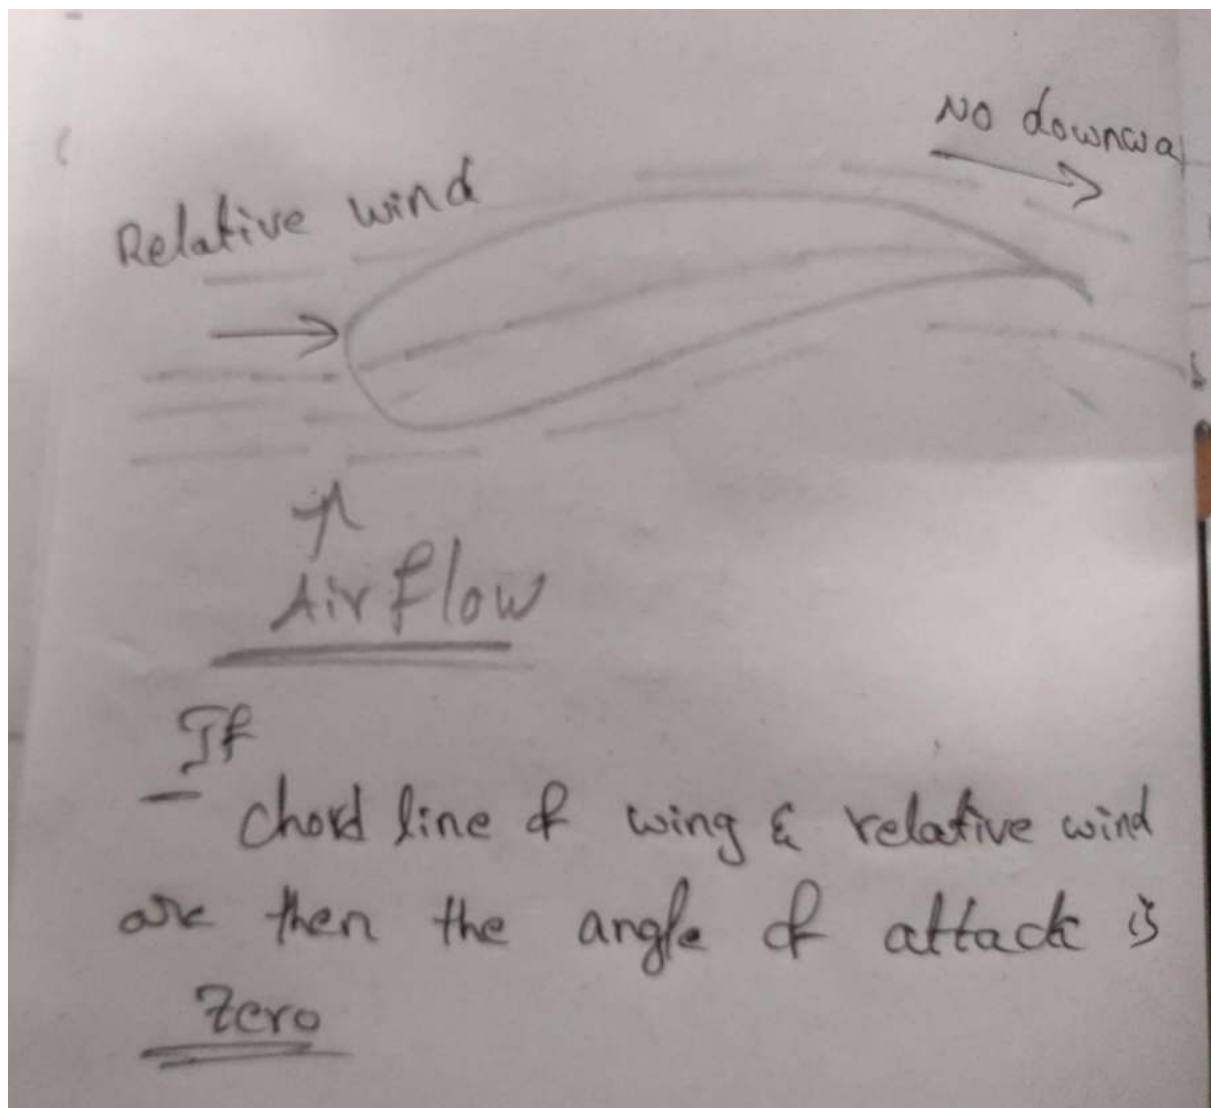 No downwa
Relative wind
Air flow
If
chord line of wing & relative wind
are then the angle of attack is
Zero